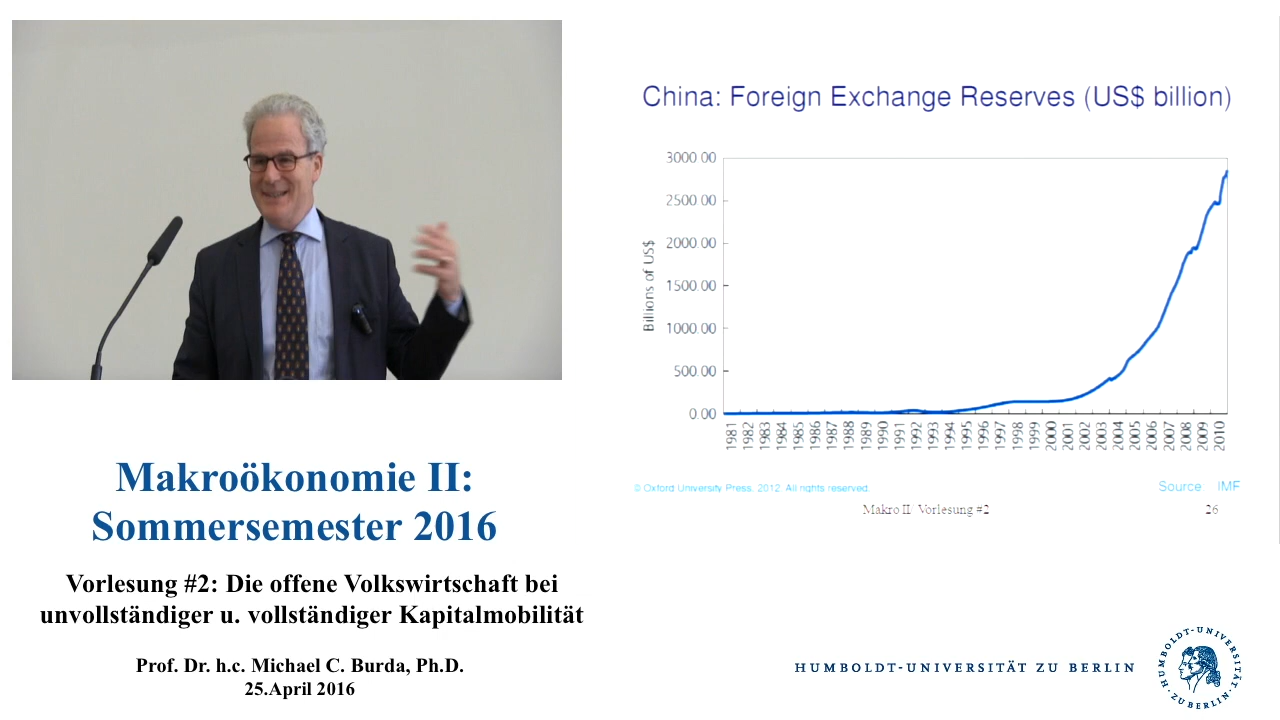 China: Foreign Exchange Reserves (US$ billion)
3000 00
2500 00
2000 00
1500 00
1000 00
500 00
0 00
Billions of US$
1981 1982 1983 1984 1985 1986 1987 1988 1989 1990 1991 1992 1993 1994 1995 1996 1997 1998 1999 2000 2001 2002 2003 2004 2005 2006 2007 2008 2009 2010
© Oxford University Press, 2012. All rights reserved.
Source IMF
Makro II/ Vorlesung #2
26
Makroökonomie II:
Sommersemester 2016
Vorlesung #2: Die offene Volkswirtschaft bei
unvollständiger u. vollständiger Kapitalmobilität
Prof. Dr. h.c. Michael C. Burda, Ph.D.
25.April 2016
HUMBOLDT-UNIVERSITÄT ZU BERLIN
HUMBOLDT-UNIVERSITÄT
ZU BERLIN